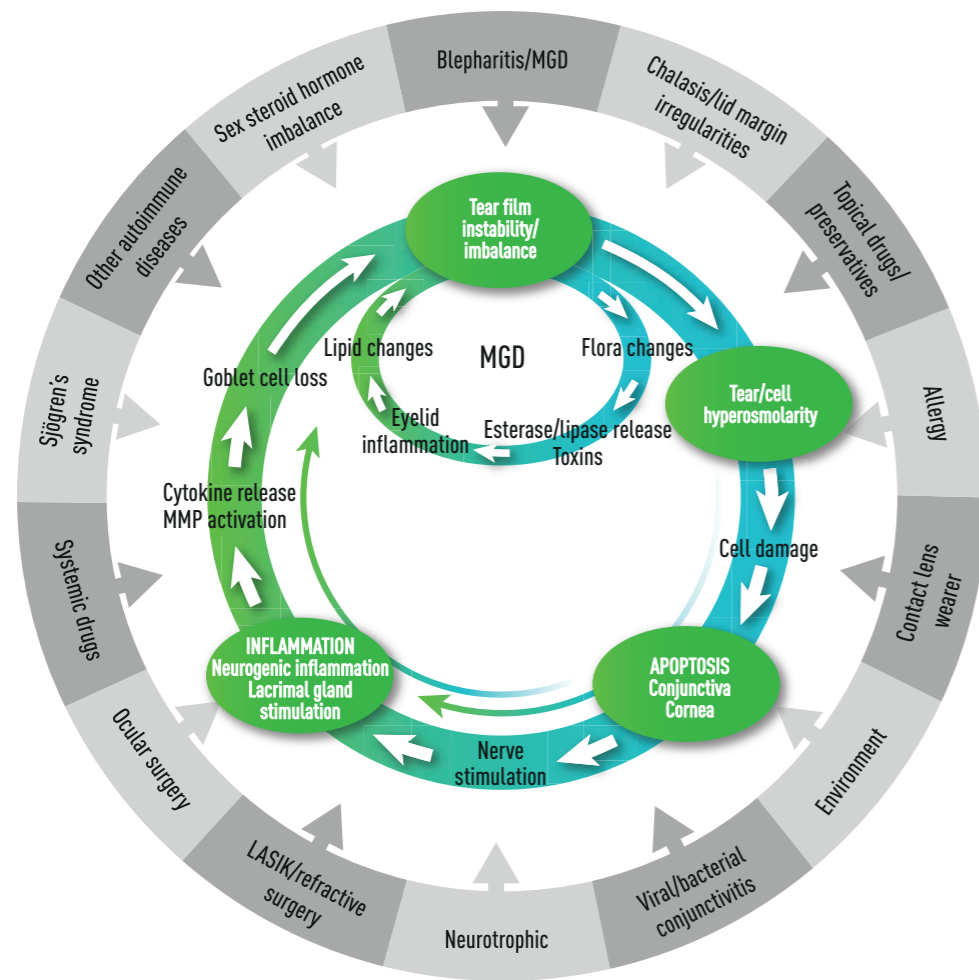 Blepharitis/MGD
Chalasis/lid margin
irregularities
Topical drugs/
preservatives
Allergy
Contact lens
wearer
Environment
Viral/bacterial
conjunctivitis
Neurotrophic
LASIK/refractive
surgery
Ocular surgery
Systemic drugs
Sjögren's
syndrome
Other autoimmune
diseases
Sex steroid hormone
imbalance
Tear film
instability/
imbalance
Tear/cell
hyperosmolarity
Cell damage
APOPTOSIS
Conjunctiva
Cornea
Nerve
stimulation
INFLAMMATION
Neurogenic inflammation
Lacrimal gland
stimulation
Cytokine release
MMP activation
Goblet cell loss
MGD
Flora changes
Esterase/lipase release
Toxins
Eyelid
inflammation
Lipid changes